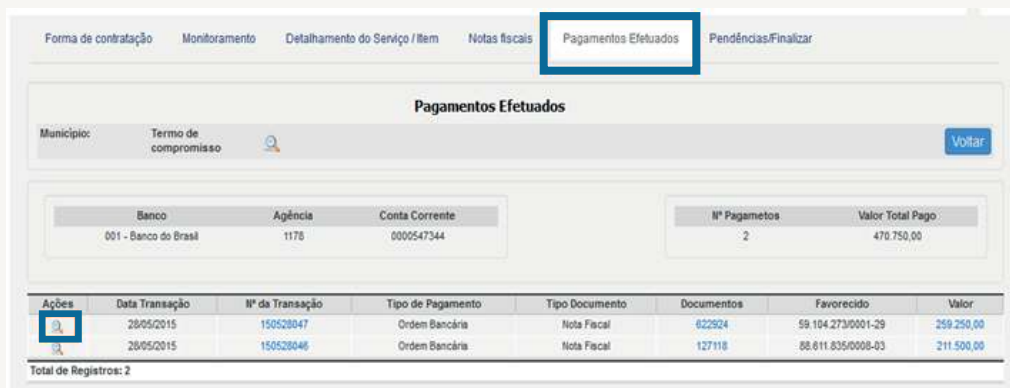 Forma de contratação Monitoramento Detalhamento do Serviço / Item Notas fiscais Pagamentos Efetuados Pendências/Finalizar
Pagamentos Efetuados
Município: Termo de compromisso Voltar
Banco Agência Conta Corrente Nº Pagametos Valor Total Pago
001 - Banco do Brasil 1178 0000547344 2 470.750,00
Ações Data Transação Nº da Transação Tipo de Pagamento Tipo Documento Documentos Favorecido Valor
28/05/2015 150528047 Ordem Bancária Nota Fiscal 622924 59.104.273/0001-29 259.250,00
28/05/2015 150528046 Ordem Bancária Nota Fiscal 127118 88.611.835/0008-03 211.500,00
Total de Registros: 2